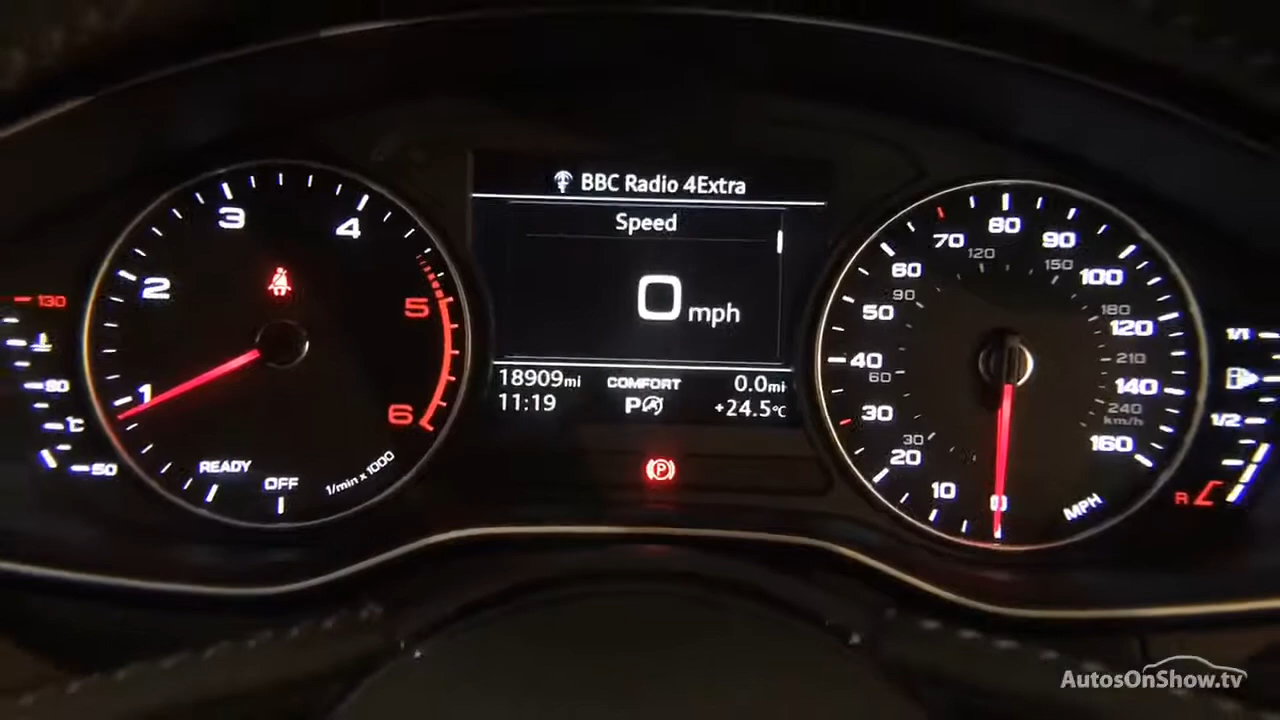 BBC Radio 4Extra
Speed
0 mph
18909mi COMFORT 0.0mi
11:19 P +24.5°C
P
130
90
°C
50
1
2
3
4
5
6
READY
OFF
1/min x 1000
0
10
20
30
40
50
60
70
80
90
100
120
140
160
MPH
30
60
90
120
150
180
210
240
km/h
1/1
1/2
R
AutosOnShow.tv